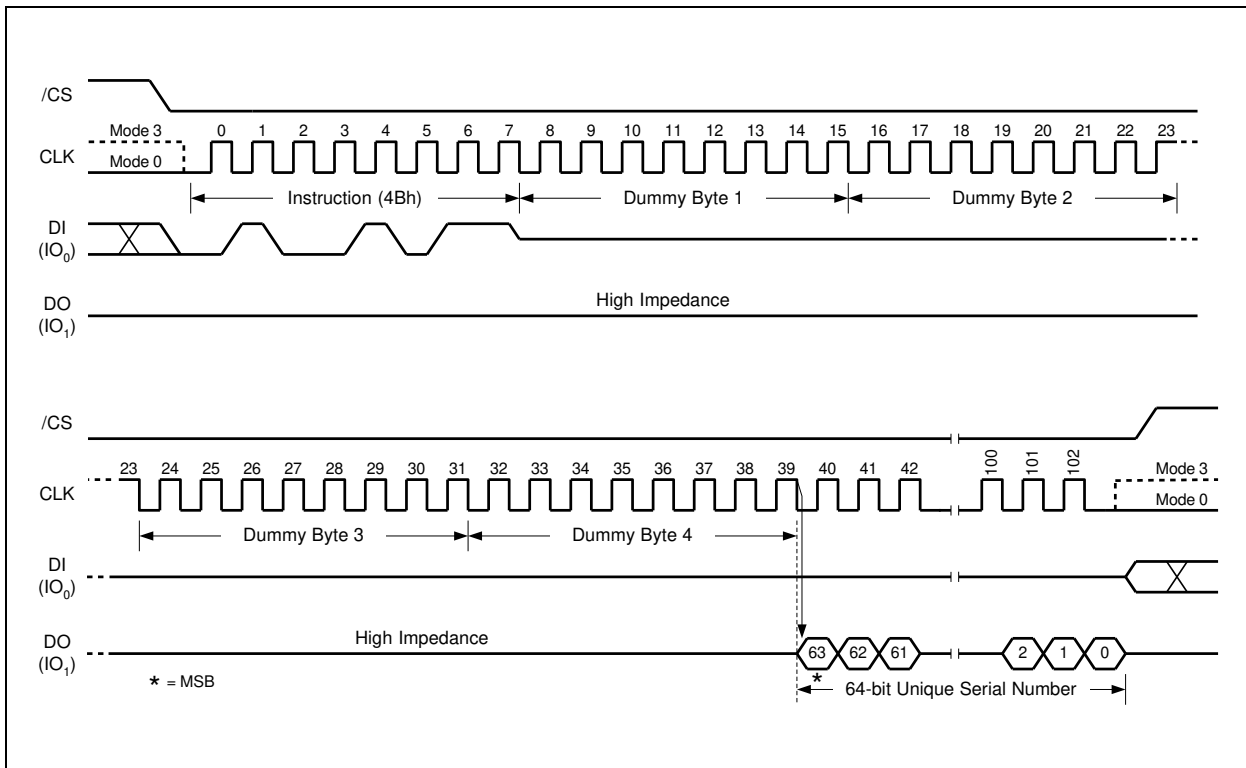 /CS
Mode 3 0 1 2 3 4 5 6 7 8 9 10 11 12 13 14 15 16 17 18 19 20 21 22 23
CLK
Mode 0
Instruction (4Bh) Dummy Byte 1 Dummy Byte 2
DI
(IO0)
High Impedance
DO
(IO1)
/CS
23 24 25 26 27 28 29 30 31 32 33 34 35 36 37 38 39 40 41 42 100 101 102 Mode 3
CLK
Mode 0
Dummy Byte 3 Dummy Byte 4
DI
(IO0)
High Impedance
DO
(IO1)
63 62 61 2 1 0
* = MSB
* 64-bit Unique Serial Number